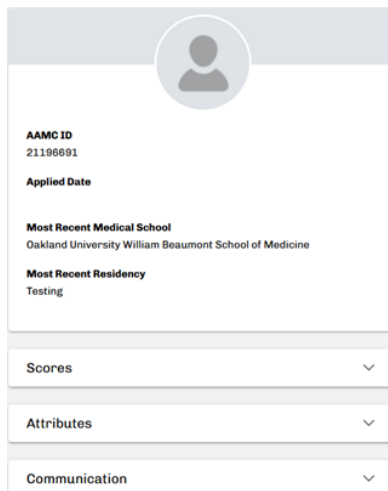 AAMC ID
21196691
Applied Date
Most Recent Medical School
Oakland University William Beaumont School of Medicine
Most Recent Residency
Testing
Scores
Attributes
Communication